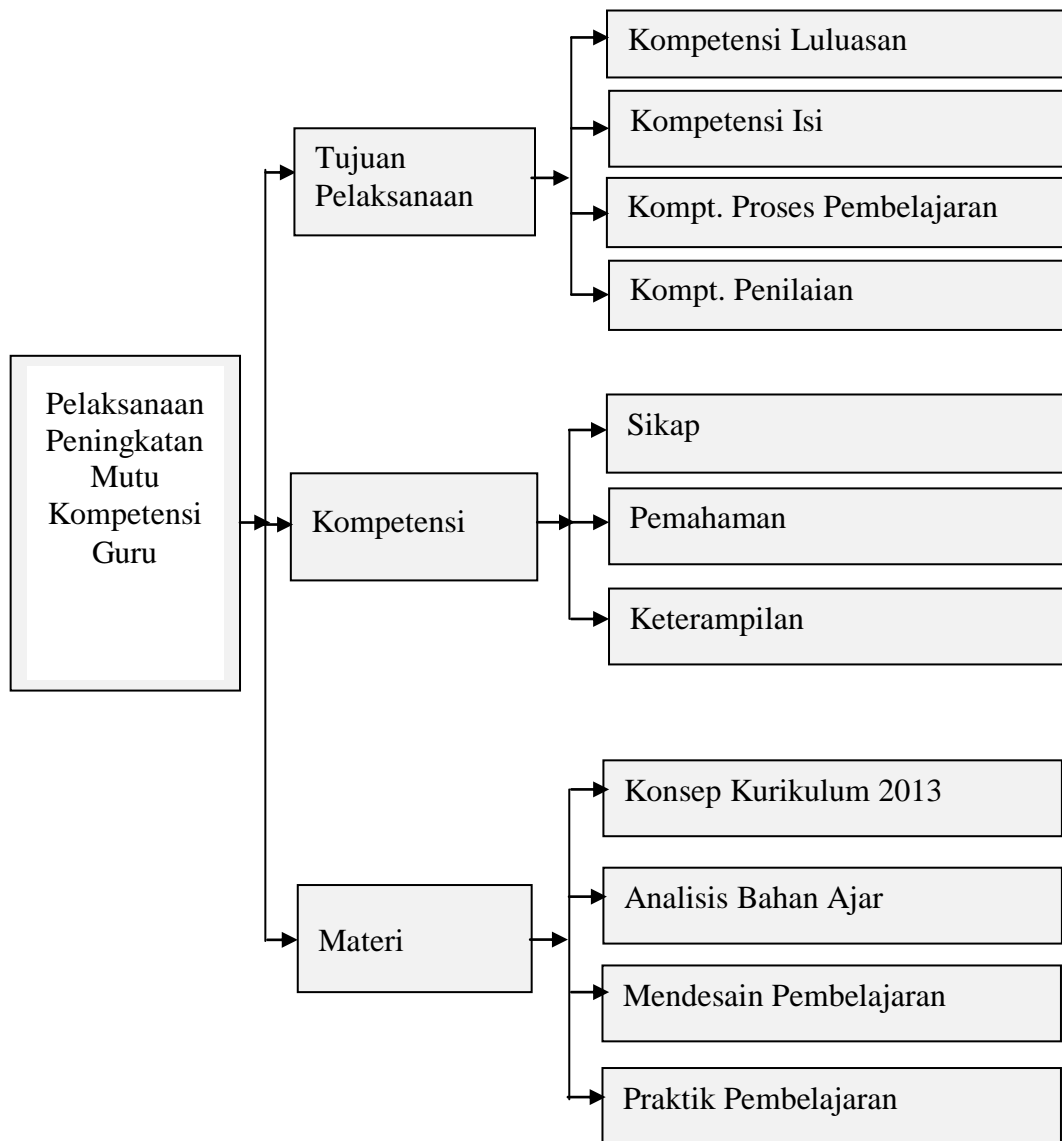 Kompetensi Luluasan
Kompetensi Isi
Tujuan
Pelaksanaan
Kompt. Proses Pembelajaran
Kompt. Penilaian
Pelaksanaan
Peningkatan
Mutu
Kompetensi
Guru
Sikap
Kompetensi
Pemahaman
Keterampilan
Konsep Kurikulum 2013
Analisis Bahan Ajar
Materi
Mendesain Pembelajaran
Praktik Pembelajaran